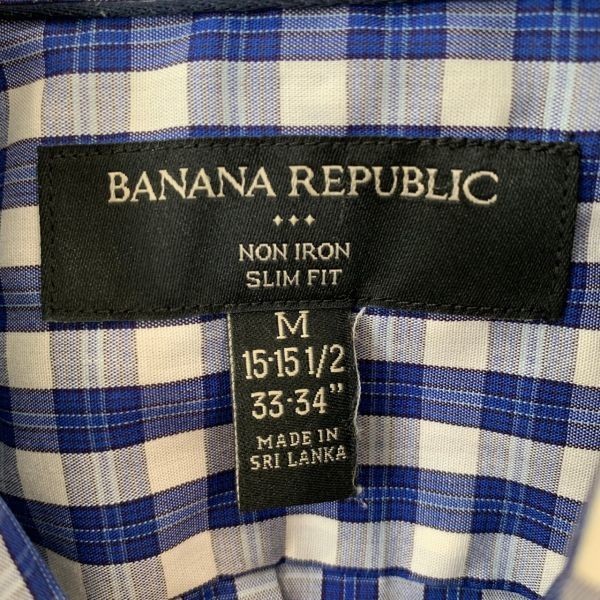 BANANA REPUBLIC
NON IRON
SLIM FIT
M
15-15 1/2
33-34"
MADE IN
SRI LANKA